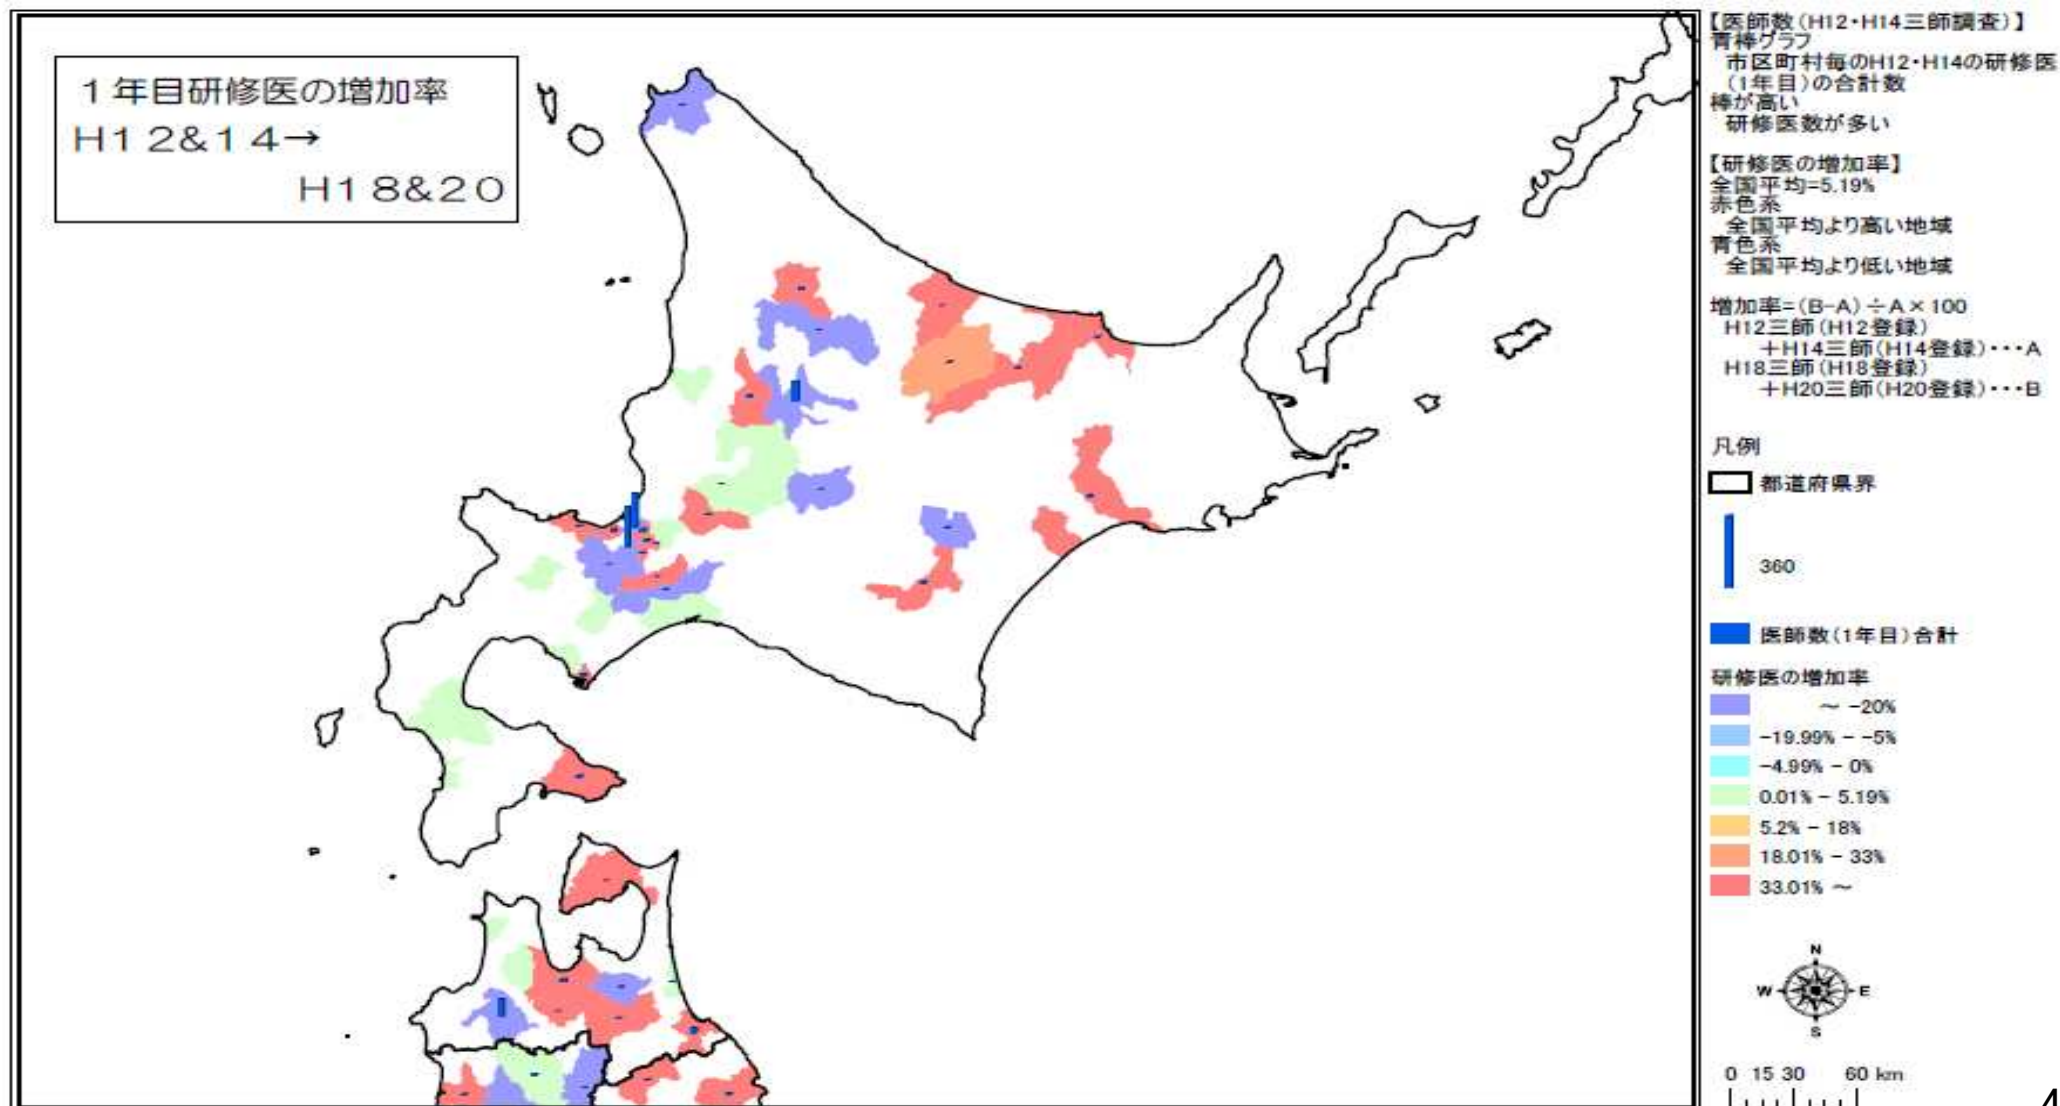 １年目研修医の増加率
H１２&１４→
H１８&２０
【医師数（H12・H14三師調査）】
青棒グラフ
市区町村毎のH12・H14の研修医
（1年目）の合計数
棒が高い
研修医数が多い
【研修医の増加率】
全国平均=5.19%
赤色系
全国平均より高い地域
青色系
全国平均より低い地域
増加率=（B-A）÷A×100
H12三師（H12登録）
＋H14三師（H14登録）・・・A
H18三師（H18登録）
＋H20三師（H20登録）・・・B
凡例
都道府県界
360
医師数（1年目）合計
研修医の増加率
～ -20%
-19.99% - -5%
-4.99% - 0%
0.01% - 5.19%
5.2% - 18%
18.01% - 33%
33.01% ～
N
W E
S
0 15 30 60 km
4